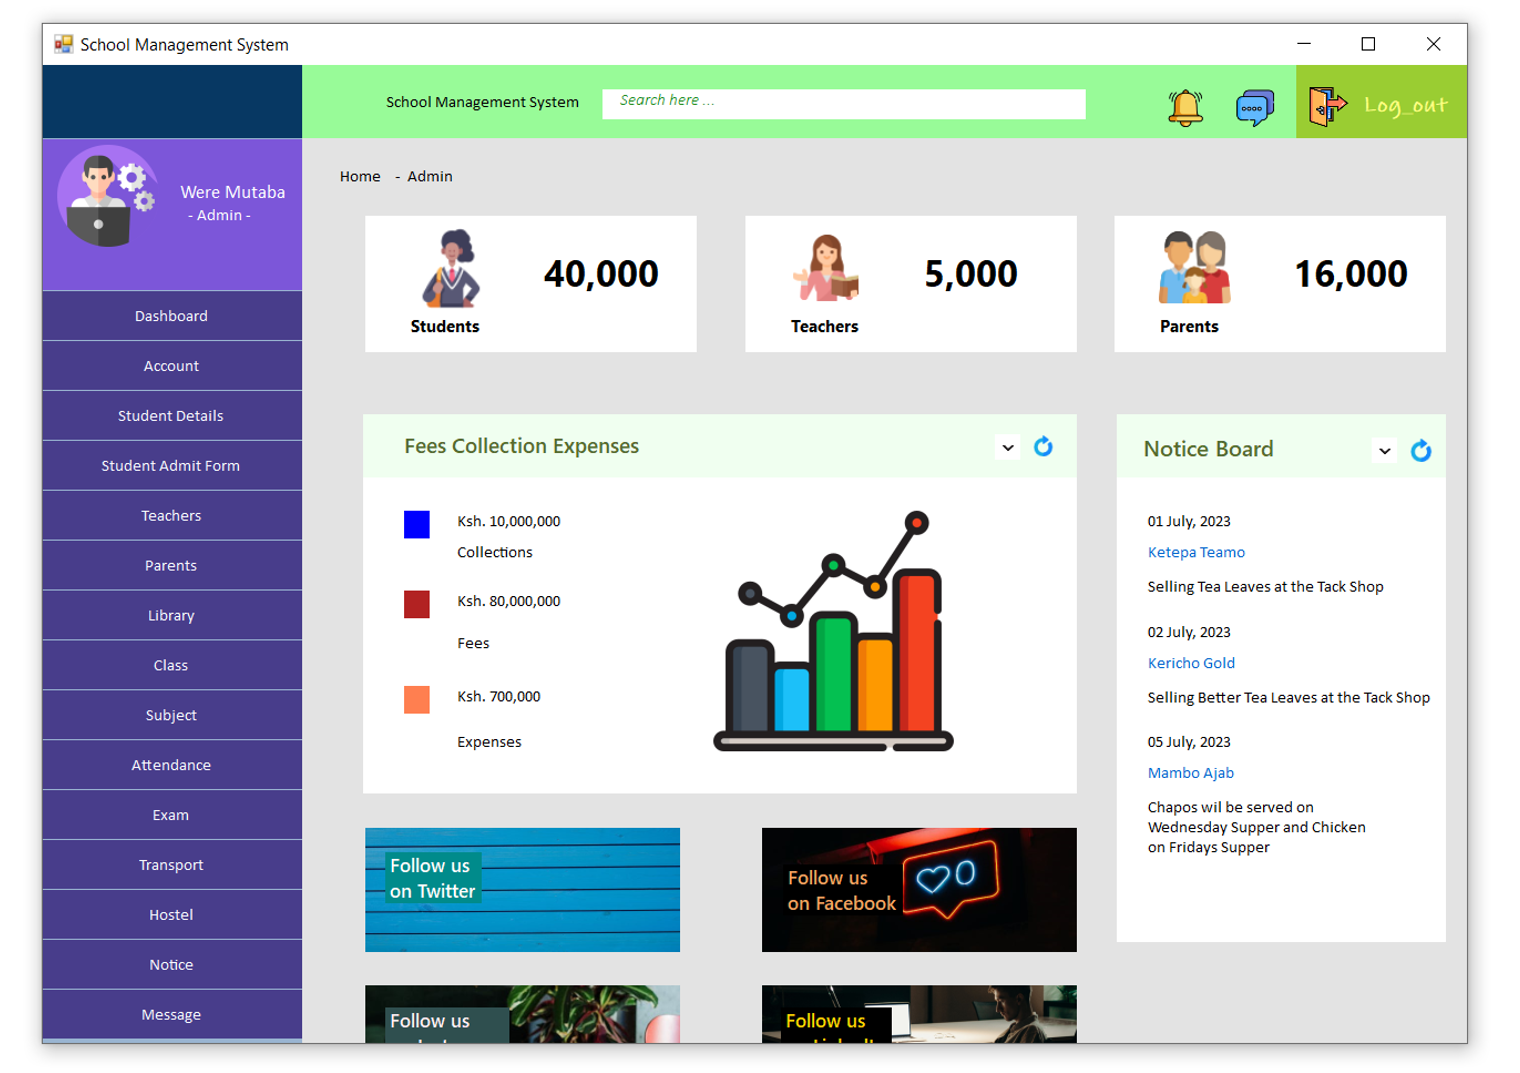 School Management System
School Management System
Search here ...
Log_out
Were Mutaba
- Admin -
Home - Admin
Dashboard
Account
Student Details
Student Admit Form
Teachers
Parents
Library
Class
Subject
Attendance
Exam
Transport
Hostel
Notice
Message
40,000
Students
5,000
Teachers
16,000
Parents
Fees Collection Expenses
Ksh. 10,000,000
Collections
Ksh. 80,000,000
Fees
Ksh. 700,000
Expenses
Notice Board
01 July, 2023
Ketepa Teamo
Selling Tea Leaves at the Tack Shop
02 July, 2023
Kericho Gold
Selling Better Tea Leaves at the Tack Shop
05 July, 2023
Mambo Ajab
Chapos wil be served on
Wednesday Supper and Chicken
on Fridays Supper
Follow us
on Twitter
Follow us
on Facebook
Follow us
Follow us